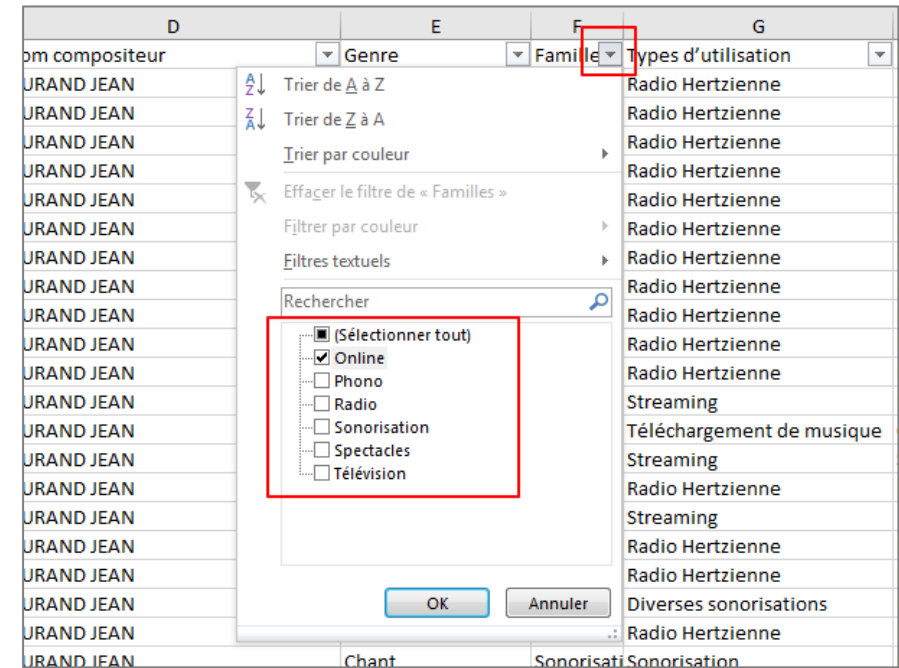 D E F G
om compositeur Genre Famille Types d’utilisation
URAND JEAN Radio Hertzienne
A Z Trier de A à Z
URAND JEAN Radio Hertzienne
Z A Trier de Z à A
URAND JEAN Radio Hertzienne
Trier par couleur
URAND JEAN Radio Hertzienne
Effacer le filtre de « Familles »
URAND JEAN Radio Hertzienne
Filtrer par couleur
URAND JEAN Radio Hertzienne
Filtres textuels
URAND JEAN Radio Hertzienne
URAND JEAN Radio Hertzienne
Rechercher
URAND JEAN Radio Hertzienne
(Sélectionner tout)
URAND JEAN Radio Hertzienne
Online
URAND JEAN Radio Hertzienne
Phono
URAND JEAN Streaming
Radio
URAND JEAN Téléchargement de musique
Sonorisation
URAND JEAN Streaming
Spectacles
URAND JEAN Radio Hertzienne
Télévision
URAND JEAN Streaming
URAND JEAN Radio Hertzienne
URAND JEAN Radio Hertzienne
URAND JEAN Diverses sonorisations
OK Annuler
URAND JEAN Radio Hertzienne
URAND JEAN Chant Sonorisati Sonorisation